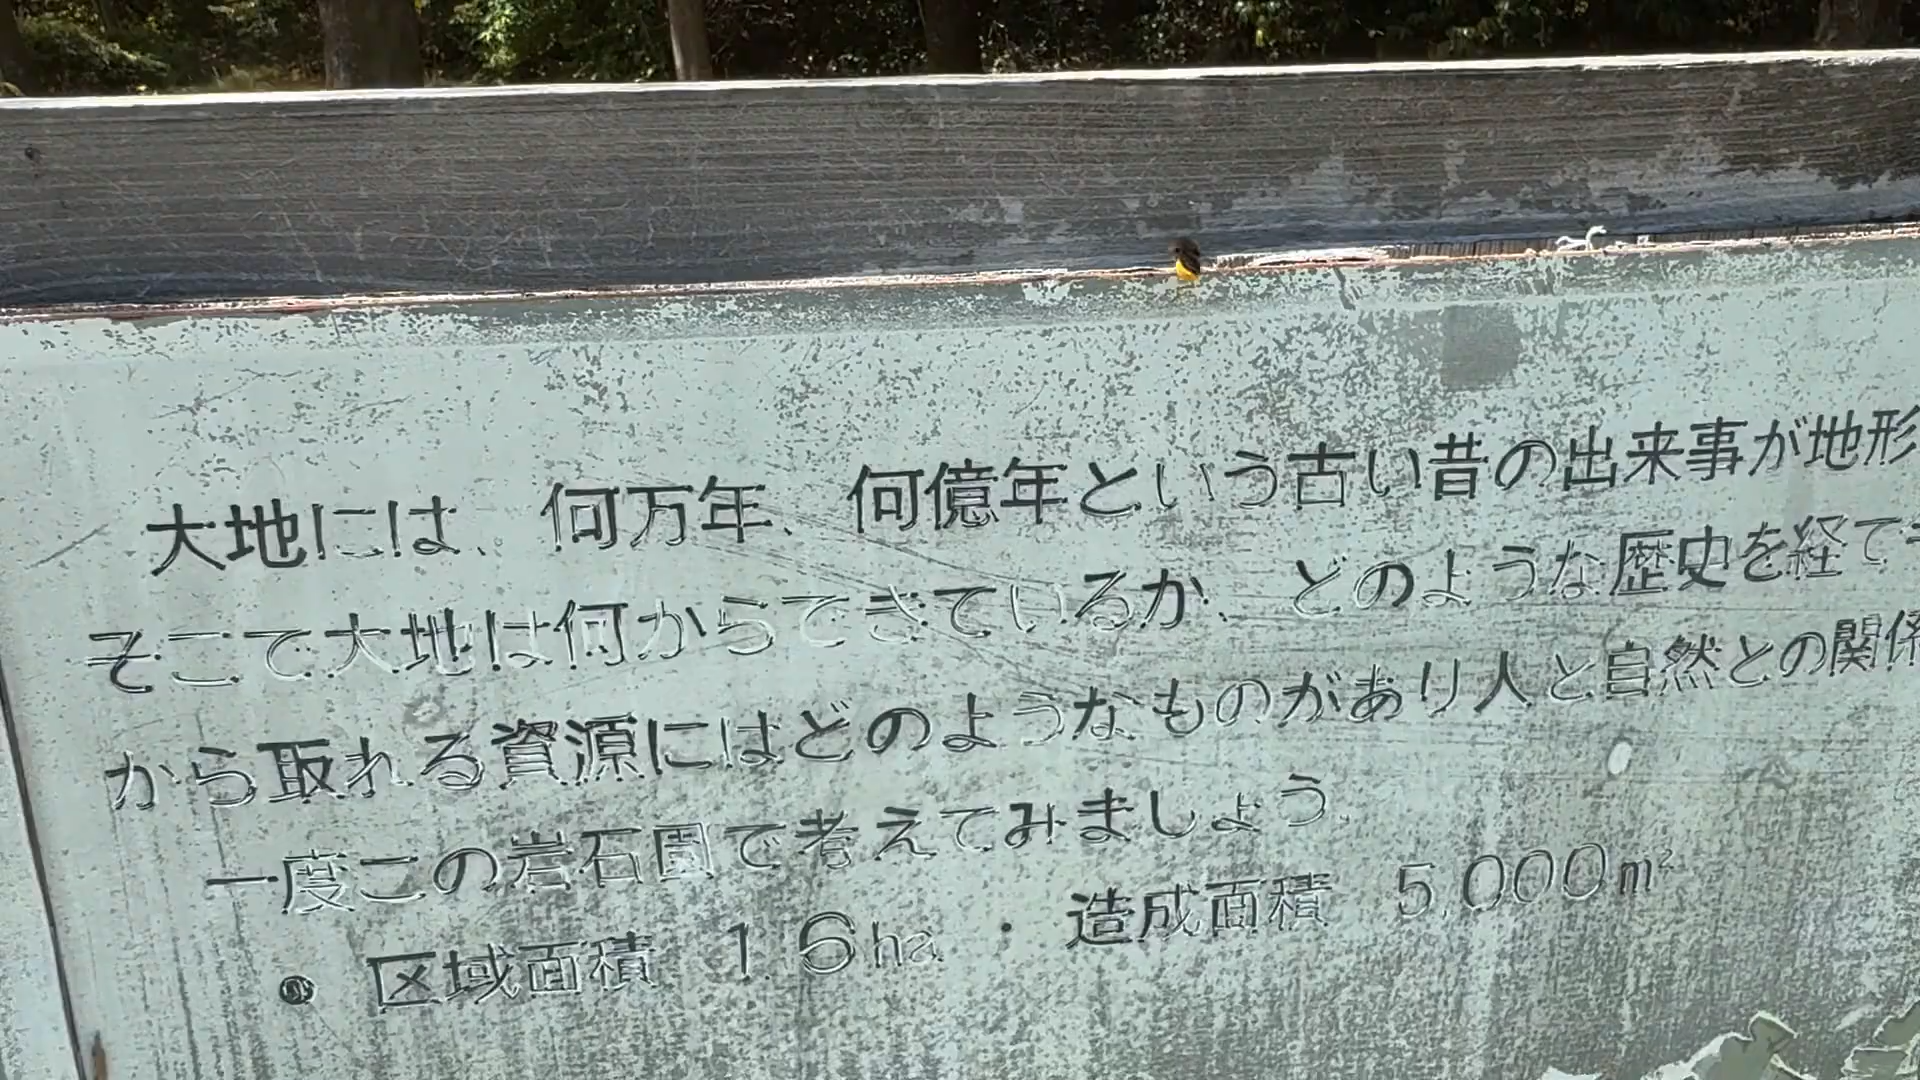 大地には、何万年、何億年という古い昔の出来事が地形
そこで大地は何からできているか、どのような歴史を経て
から取れる資源にはどのようなものがあり人と自然との関係
一度この岩石園で考えてみましょう。
● 区域面積 1.6ha ・ 造成面積 5,000m²